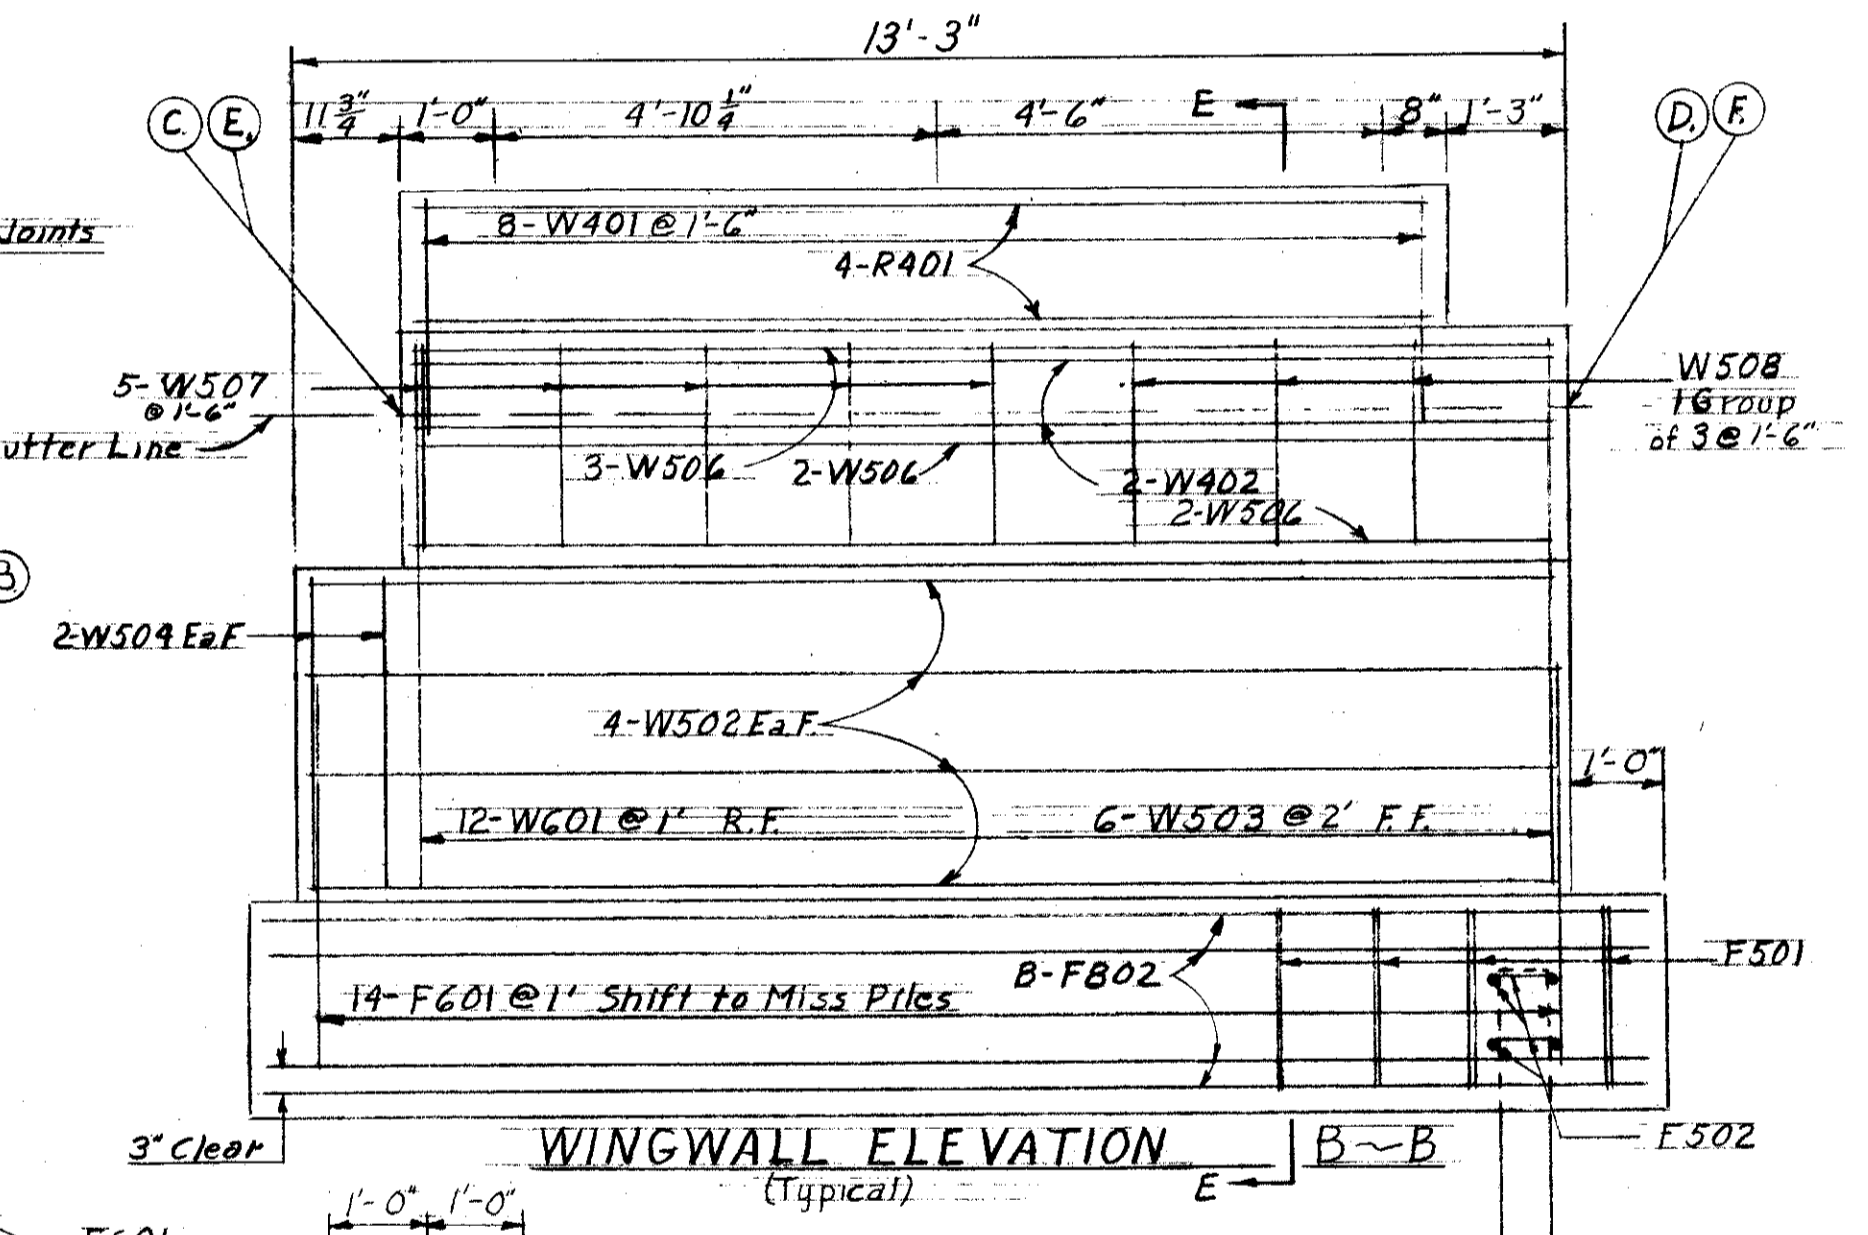 13'-3"
C. E. 11 3/4" 1'-0" 4'-10 1/4" 4'-6" E 8" 1'-3" D. F.
Joints
8-W401 @ 1'-6"
4-R401
5-W507
@ 1'-6"
W508
1 Group
of 3 @ 1'-6"
utter Line
3-W506 2-W506
2-W402
2-W506
2-W504 Ea.F
4-W502 Ea.F.
1'-0"
12-W601 @ 1' R.F. 6-W503 @ 2' F.F.
8-F802
F501
14-F601 @ 1' Shift to Miss Piles
3" Clear
WINGWALL ELEVATION B~B
(Typical)
F502
E
1'-0" 1'-0"